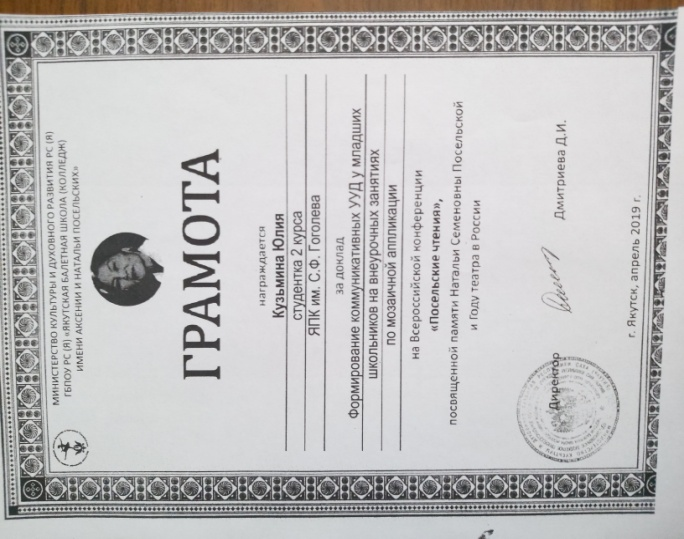 МИНИСТЕРСТВО КУЛЬТУРЫ И ДУХОВНОГО РАЗВИТИЯ РС (Я)
ГБПОУ РС (Я) «ЯКУТСКАЯ БАЛЕТНАЯ ШКОЛА (КОЛЛЕДЖ)
ИМЕНИ АКСЕНИИ И НАТАЛЬИ ПОСЕЛЬСКИХ»
ГРАМОТА
награждается
Кузьмина Юлия
студентка 2 курса
ЯПК им. С.Ф. Гоголева
за доклад
Формирование коммуникативных УУД у младших
школьников на внеурочных занятиях
по мозаичной аппликации
на Всероссийской конференции
«Посельские чтения»,
посвященной памяти Натальи Семеновны Посельской
и Году театра в России
Директор Дмитриева Д.И.
г. Якутск, апрель 2019 г.